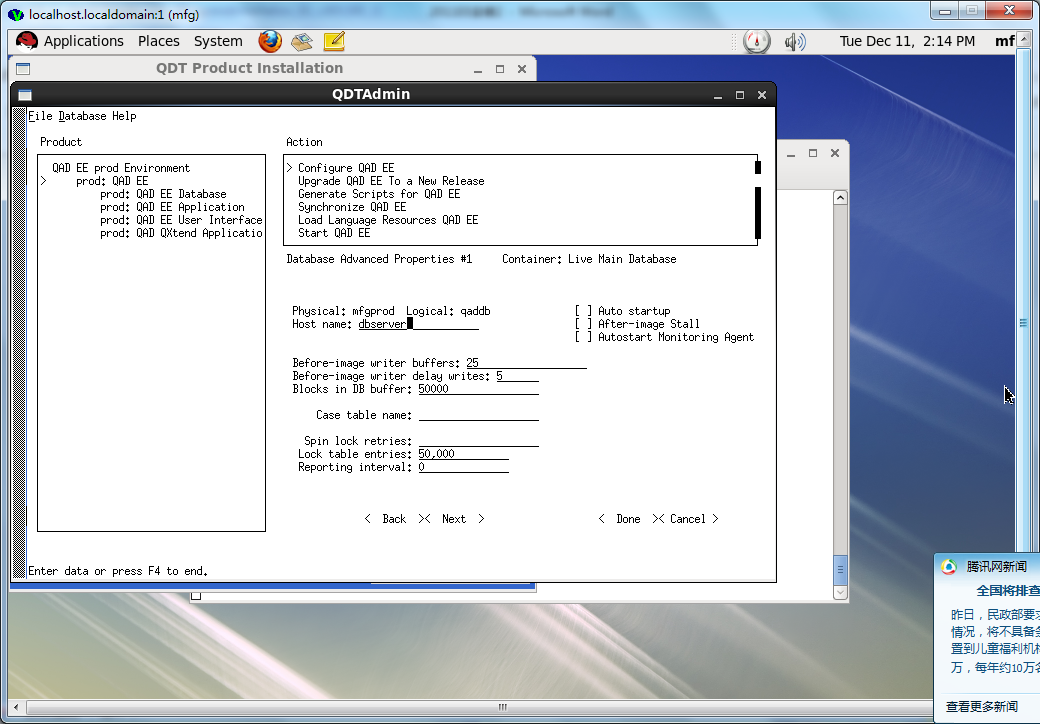 localhost.localdomain:1 (mfg)
Applications Places System Tue Dec 11, 2:14 PM mf
QDT Product Installation
QDTAdmin
File Database Help
Product Action
QAD EE prod Environment
> prod: QAD EE
prod: QAD EE Database
prod: QAD EE Application
prod: QAD EE User Interface
prod: QAD QXtend Applicatio
> Configure QAD EE
Upgrade QAD EE To a New Release
Generate Scripts for QAD EE
Synchronize QAD EE
Load Language Resources QAD EE
Start QAD EE
Database Advanced Properties #1 Container: Live Main Database
Physical: mfgprod Logical: qaddb [ ] Auto startup
Host name: dbserver [ ] After-image Stall
[ ] Autostart Monitoring Agent
Before-image writer buffers: 25
Before-image writer delay writes: 5
Blocks in DB buffer: 50000
Case table name:
Spin lock retries:
Lock table entries: 50,000
Reporting interval: 0
< Back >< Next > < Done >< Cancel >
Enter data or press F4 to end.
腾讯网新闻
全国将排查
昨日，民政部要求
情况，将不具备
置到儿童福利机
万，每年约10万
查看更多新闻